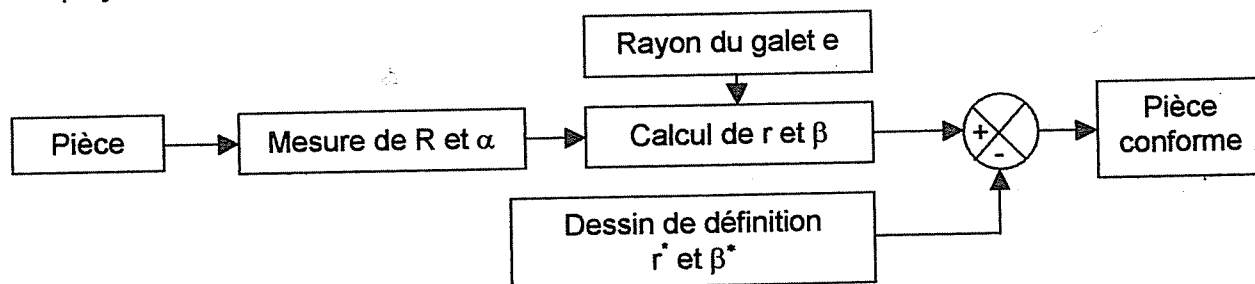 Rayon du galet e
Pièce
Mesure de R et α
Calcul de r et β
+
-
Pièce
conforme
Dessin de définition
r* et β*